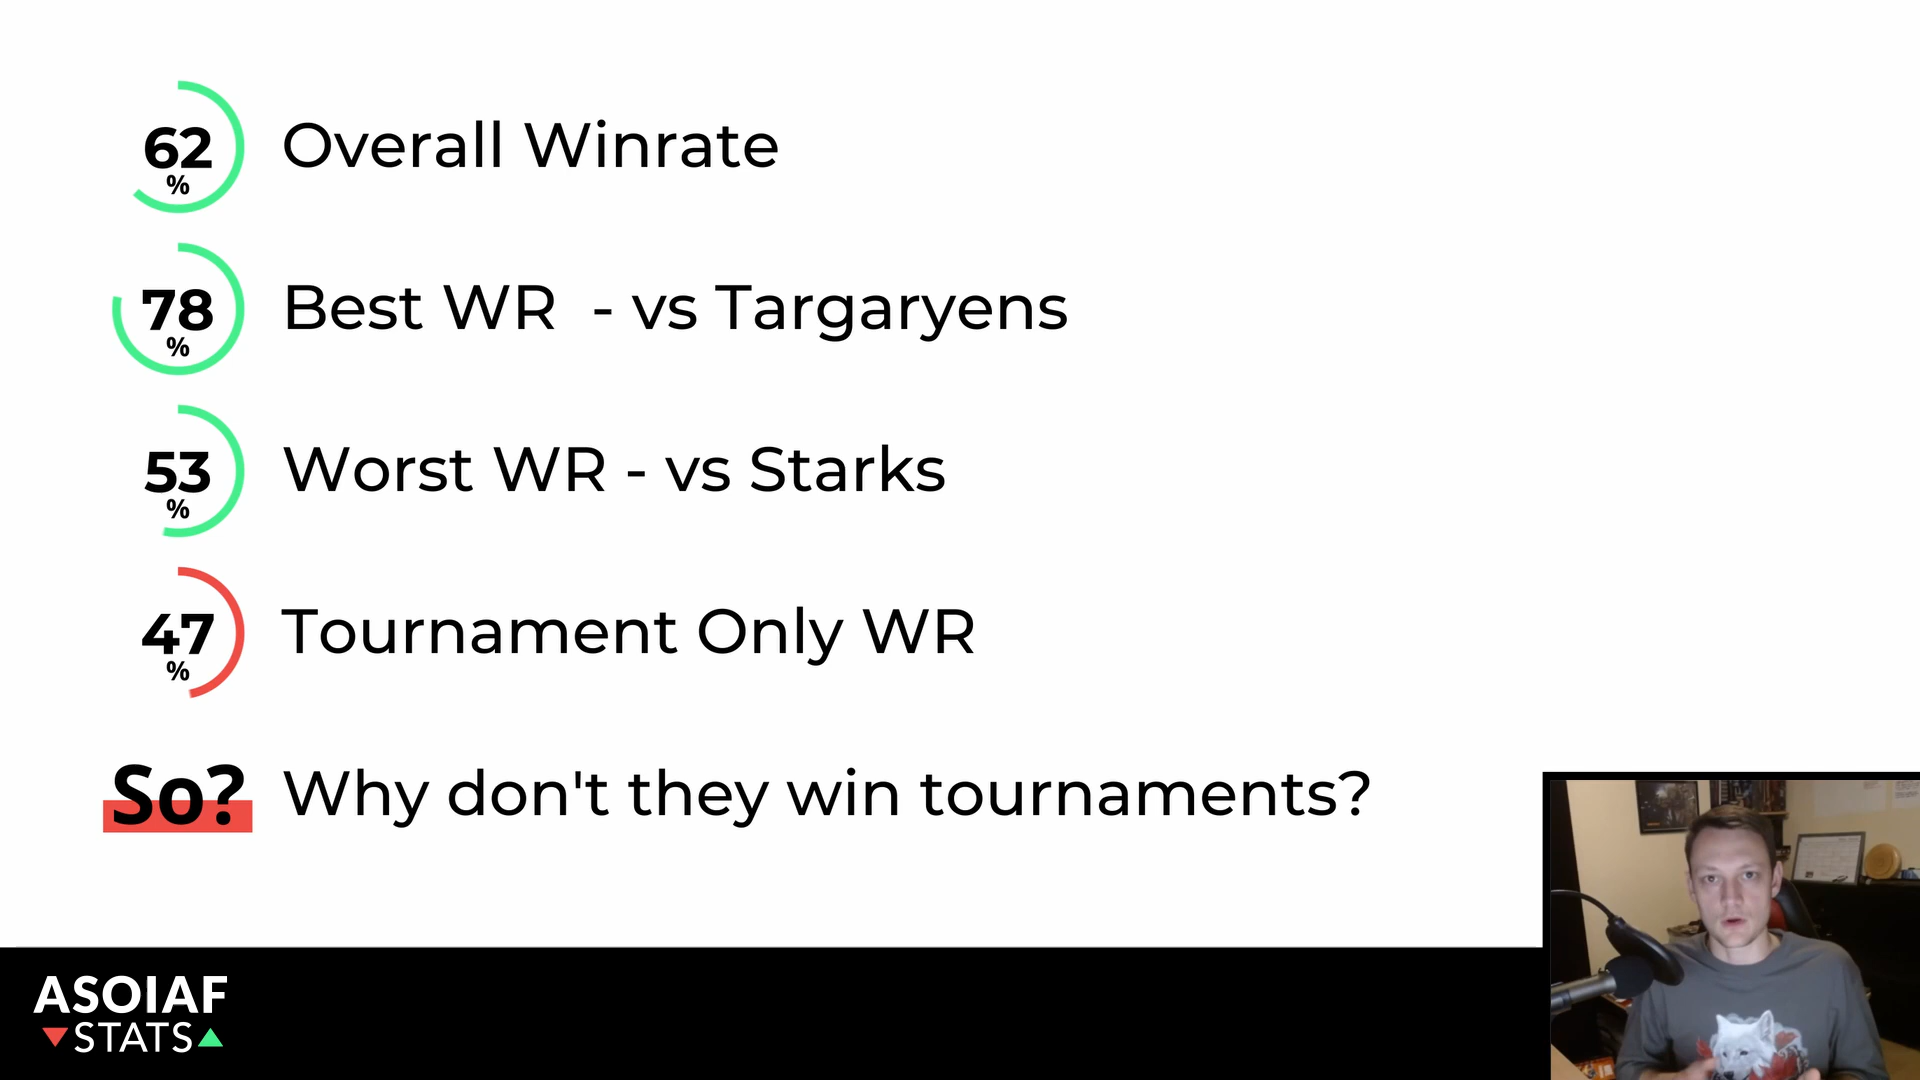 62
%
Overall Winrate
78
%
Best WR - vs Targaryens
53
%
Worst WR - vs Starks
47
%
Tournament Only WR
So? Why don't they win tournaments?
ASOIAF
STATS